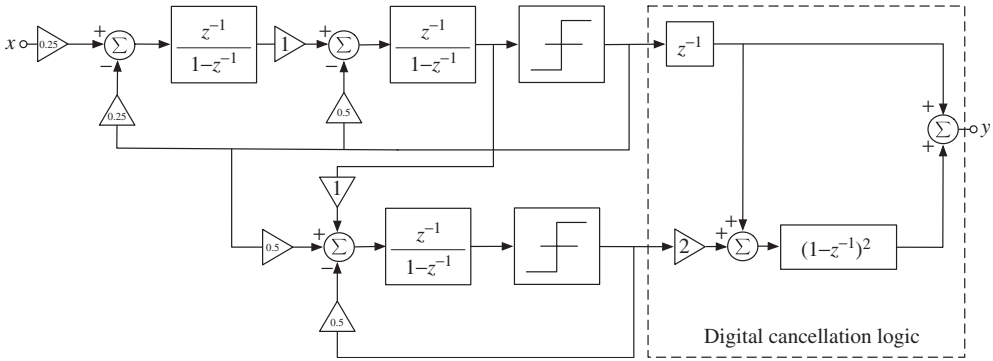 x 0.25 + Σ z⁻¹ / 1−z⁻¹ 1 + Σ z⁻¹ / 1−z⁻¹ z⁻¹
− −
0.25 0.5
+ Σ + y
1
0.5 + Σ z⁻¹ / 1−z⁻¹ 2 + + Σ (1−z⁻¹)²
−
0.5
Digital cancellation logic